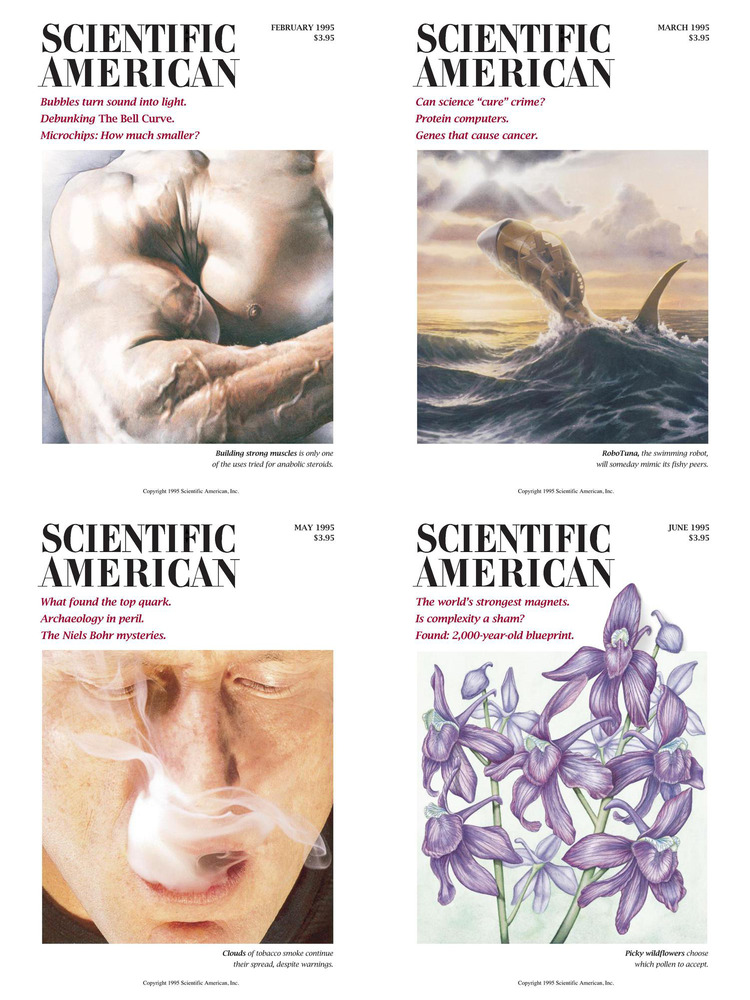 SCIENTIFIC
AMERICAN
FEBRUARY 1995
$3.95
Bubbles turn sound into light.
Debunking The Bell Curve.
Microchips: How much smaller?
Building strong muscles is only one
of the uses tried for anabolic steroids.
Copyright 1995 Scientific American, Inc.
SCIENTIFIC
AMERICAN
MARCH 1995
$3.95
Can science “cure” crime?
Protein computers.
Genes that cause cancer.
RoboTuna, the swimming robot,
will someday mimic its fishy peers.
Copyright 1995 Scientific American, Inc.
SCIENTIFIC
AMERICAN
MAY 1995
$3.95
What found the top quark.
Archaeology in peril.
The Niels Bohr mysteries.
Clouds of tobacco smoke continue
their spread, despite warnings.
Copyright 1995 Scientific American, Inc.
SCIENTIFIC
AMERICAN
JUNE 1995
$3.95
The world's strongest magnets.
Is complexity a sham?
Found: 2,000-year-old blueprint.
Picky wildflowers choose
which pollen to accept.
Copyright 1995 Scientific American, Inc.